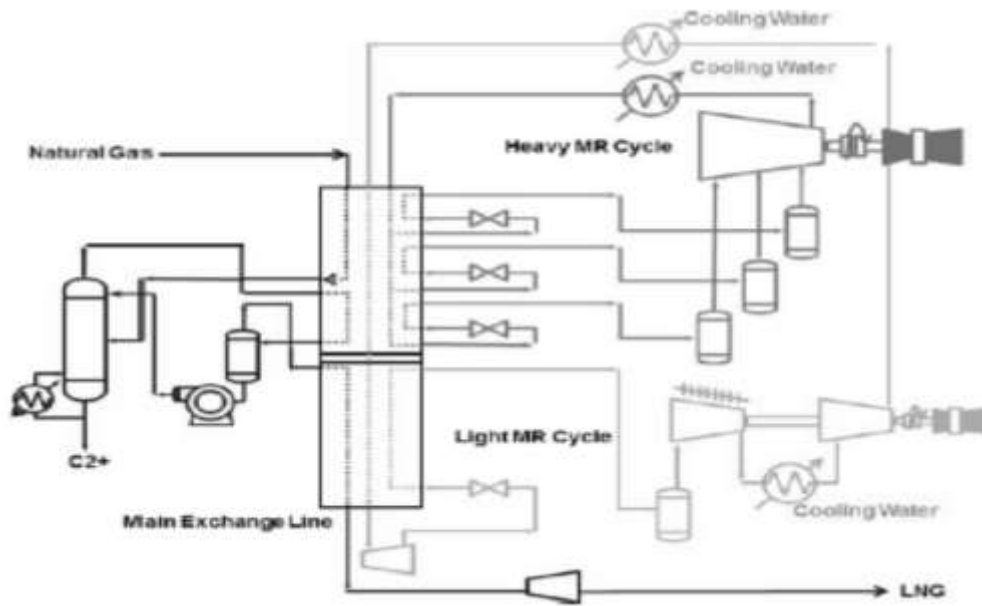 Cooling Water
Cooling Water
Natural Gas
Heavy MR Cycle
C2+
Light MR Cycle
Main Exchange Line
Cooling Water
LNG